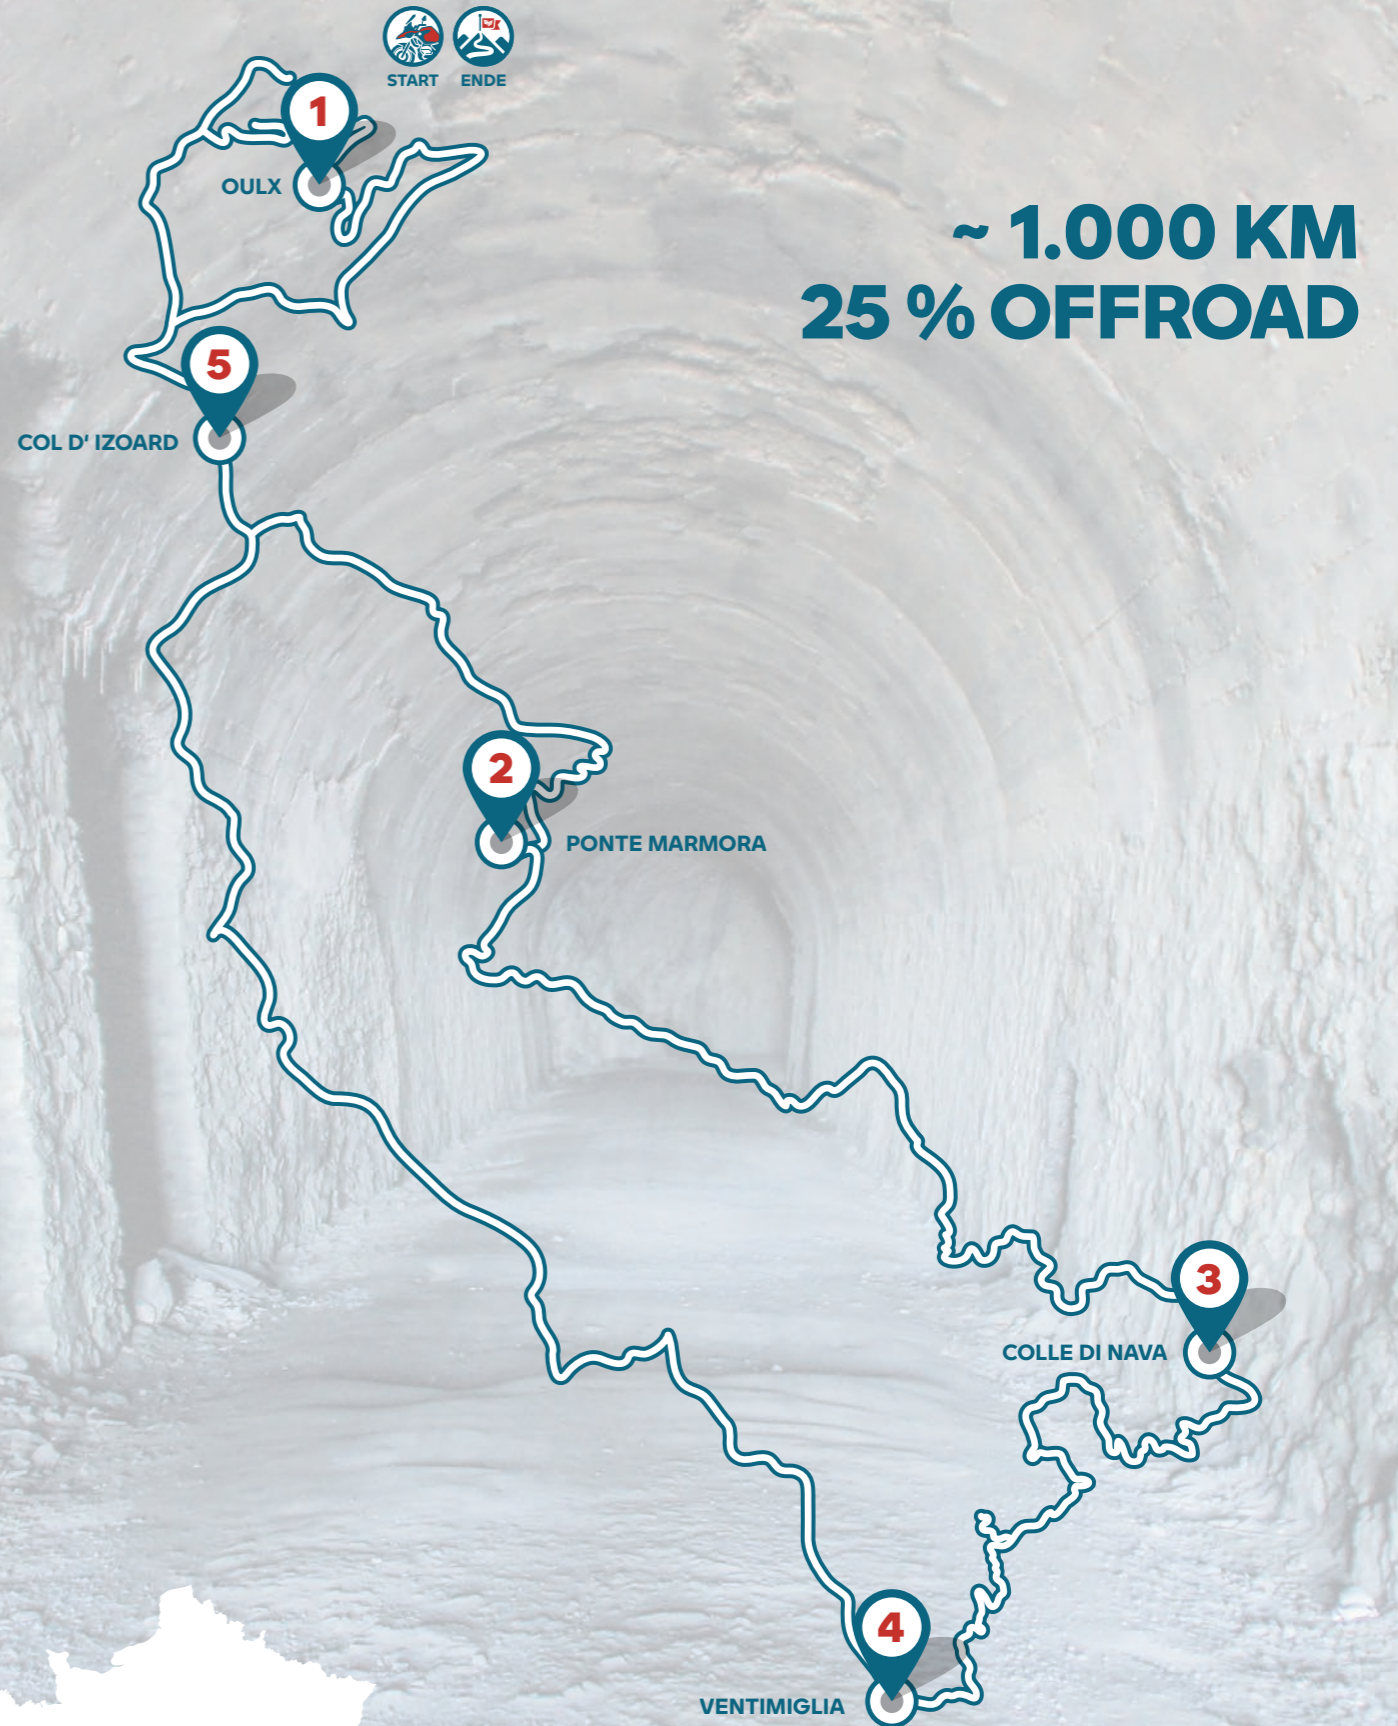 START ENDE
1
OULX
~ 1.000 KM
25 % OFFROAD
5
COL D' IZOARD
2
PONTE MARMORA
3
COLLE DI NAVA
4
VENTIMIGLIA